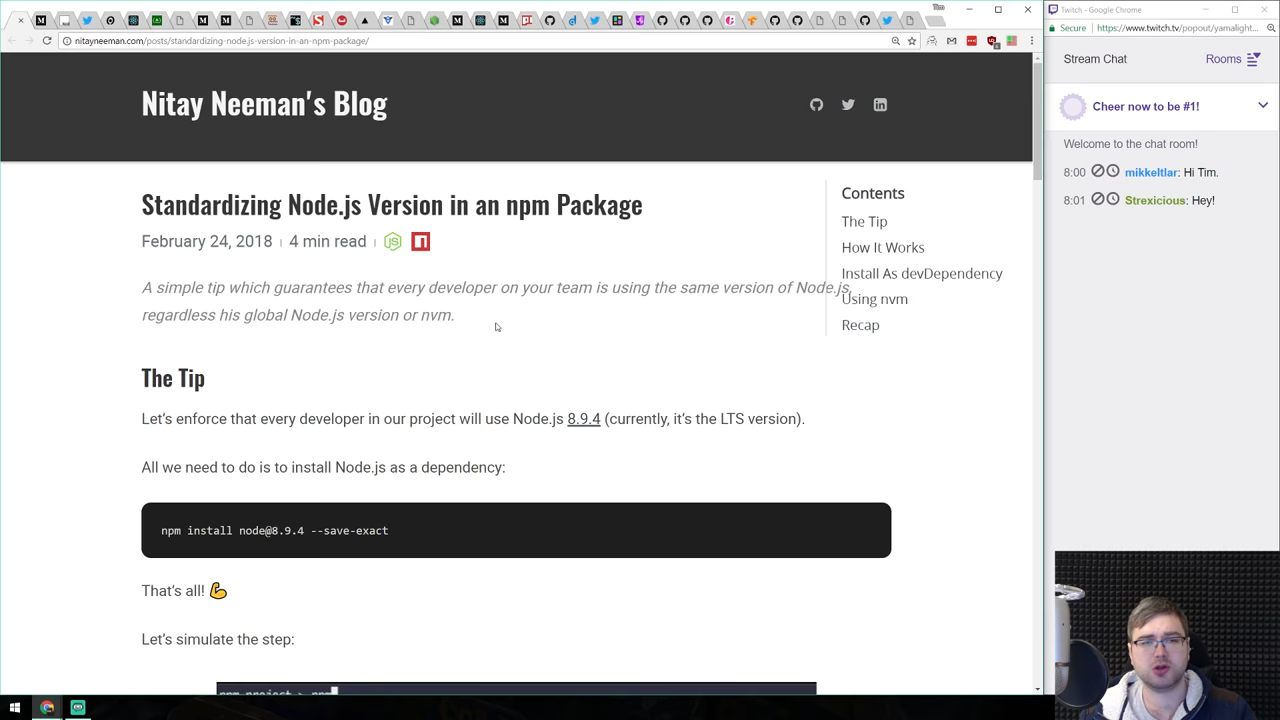 nitayneeman.com/posts/standardizing-node.js-version-in-an-npm-package/
Nitay Neeman's Blog
Standardizing Node.js Version in an npm Package
February 24, 2018 | 4 min read
A simple tip which guarantees that every developer on your team is using the same version of Node.js,
regardless his global Node.js version or nvm.
Contents
The Tip
How It Works
Install As devDependency
Using nvm
Recap
The Tip
Let's enforce that every developer in our project will use Node.js 8.9.4 (currently, it's the LTS version).
All we need to do is to install Node.js as a dependency:
npm install node@8.9.4 --save-exact
That's all! 💪
Let's simulate the step:
Twitch - Google Chrome
Secure https://www.twitch.tv/popout/yamalight...
Stream Chat
Rooms
Cheer now to be #1!
Welcome to the chat room!
8:00 mikkeltlar: Hi Tim.
8:01 Strexicious: Hey!